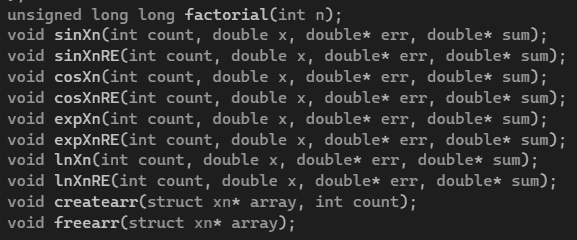 unsigned long long factorial(int n);
void sinXn(int count, double x, double* err, double* sum);
void sinXnRE(int count, double x, double* err, double* sum);
void cosXn(int count, double x, double* err, double* sum);
void cosXnRE(int count, double x, double* err, double* sum);
void expXn(int count, double x, double* err, double* sum);
void expXnRE(int count, double x, double* err, double* sum);
void lnXn(int count, double x, double* err, double* sum);
void lnXnRE(int count, double x, double* err, double* sum);
void createarr(struct xn* array, int count);
void freearr(struct xn* array);